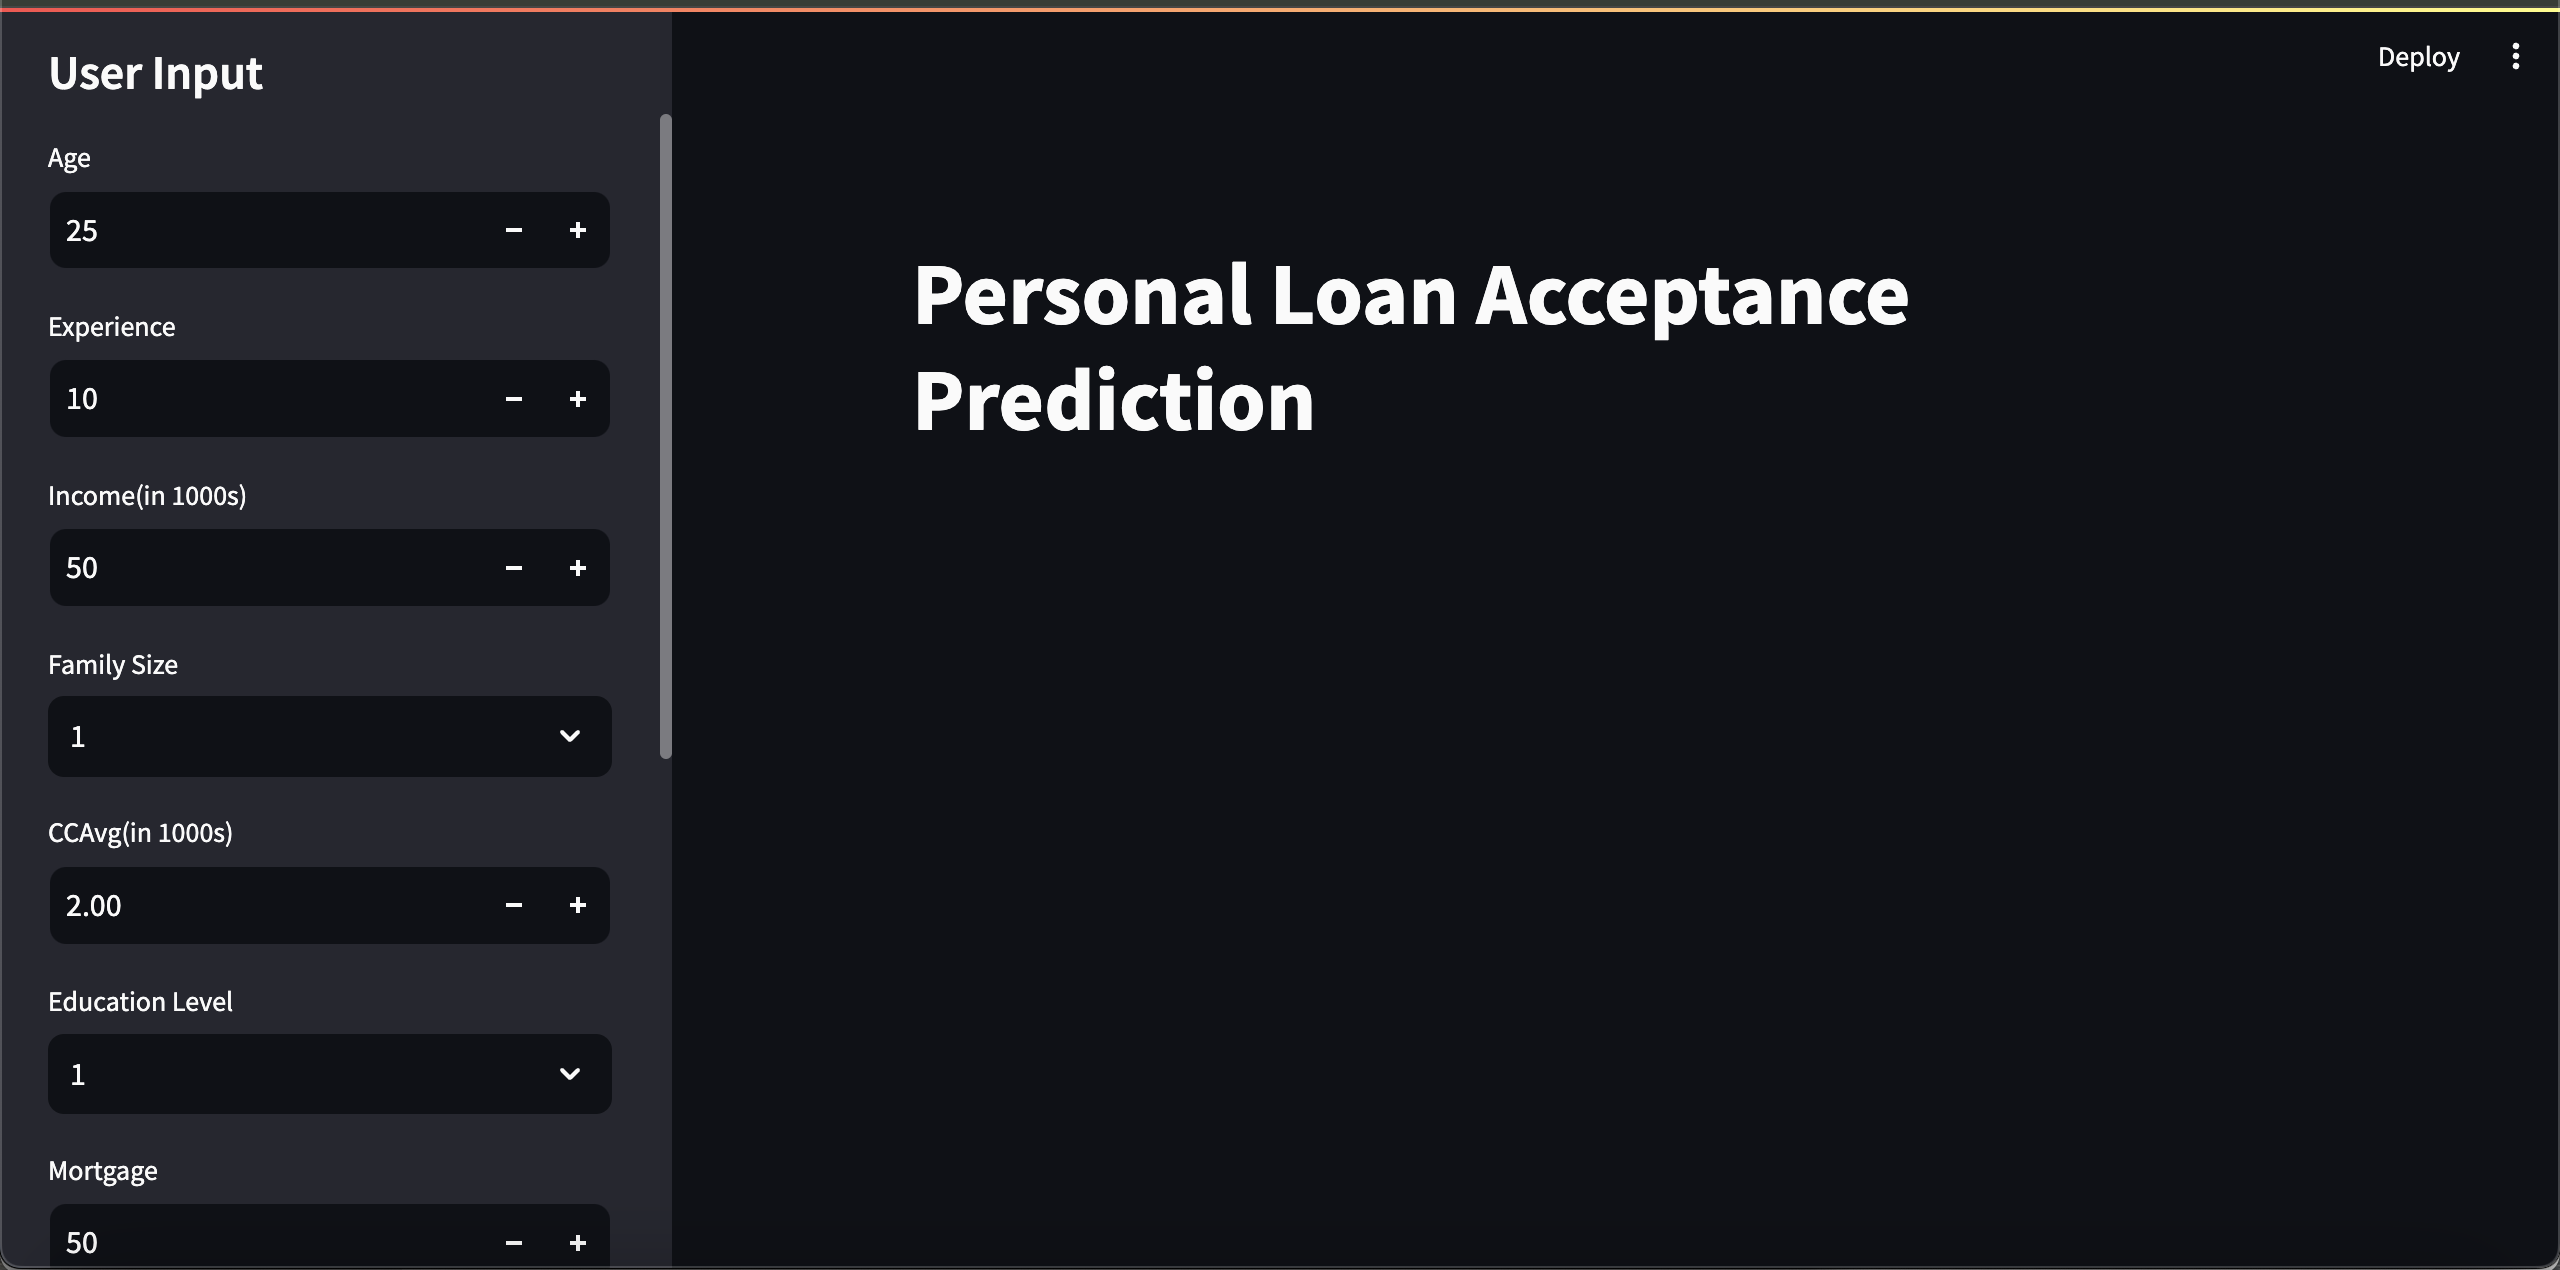 User Input
Age
25
Experience
10
Income(in 1000s)
50
Family Size
1
CCAvg(in 1000s)
2.00
Education Level
1
Mortgage
50
Deploy
Personal Loan Acceptance
Prediction